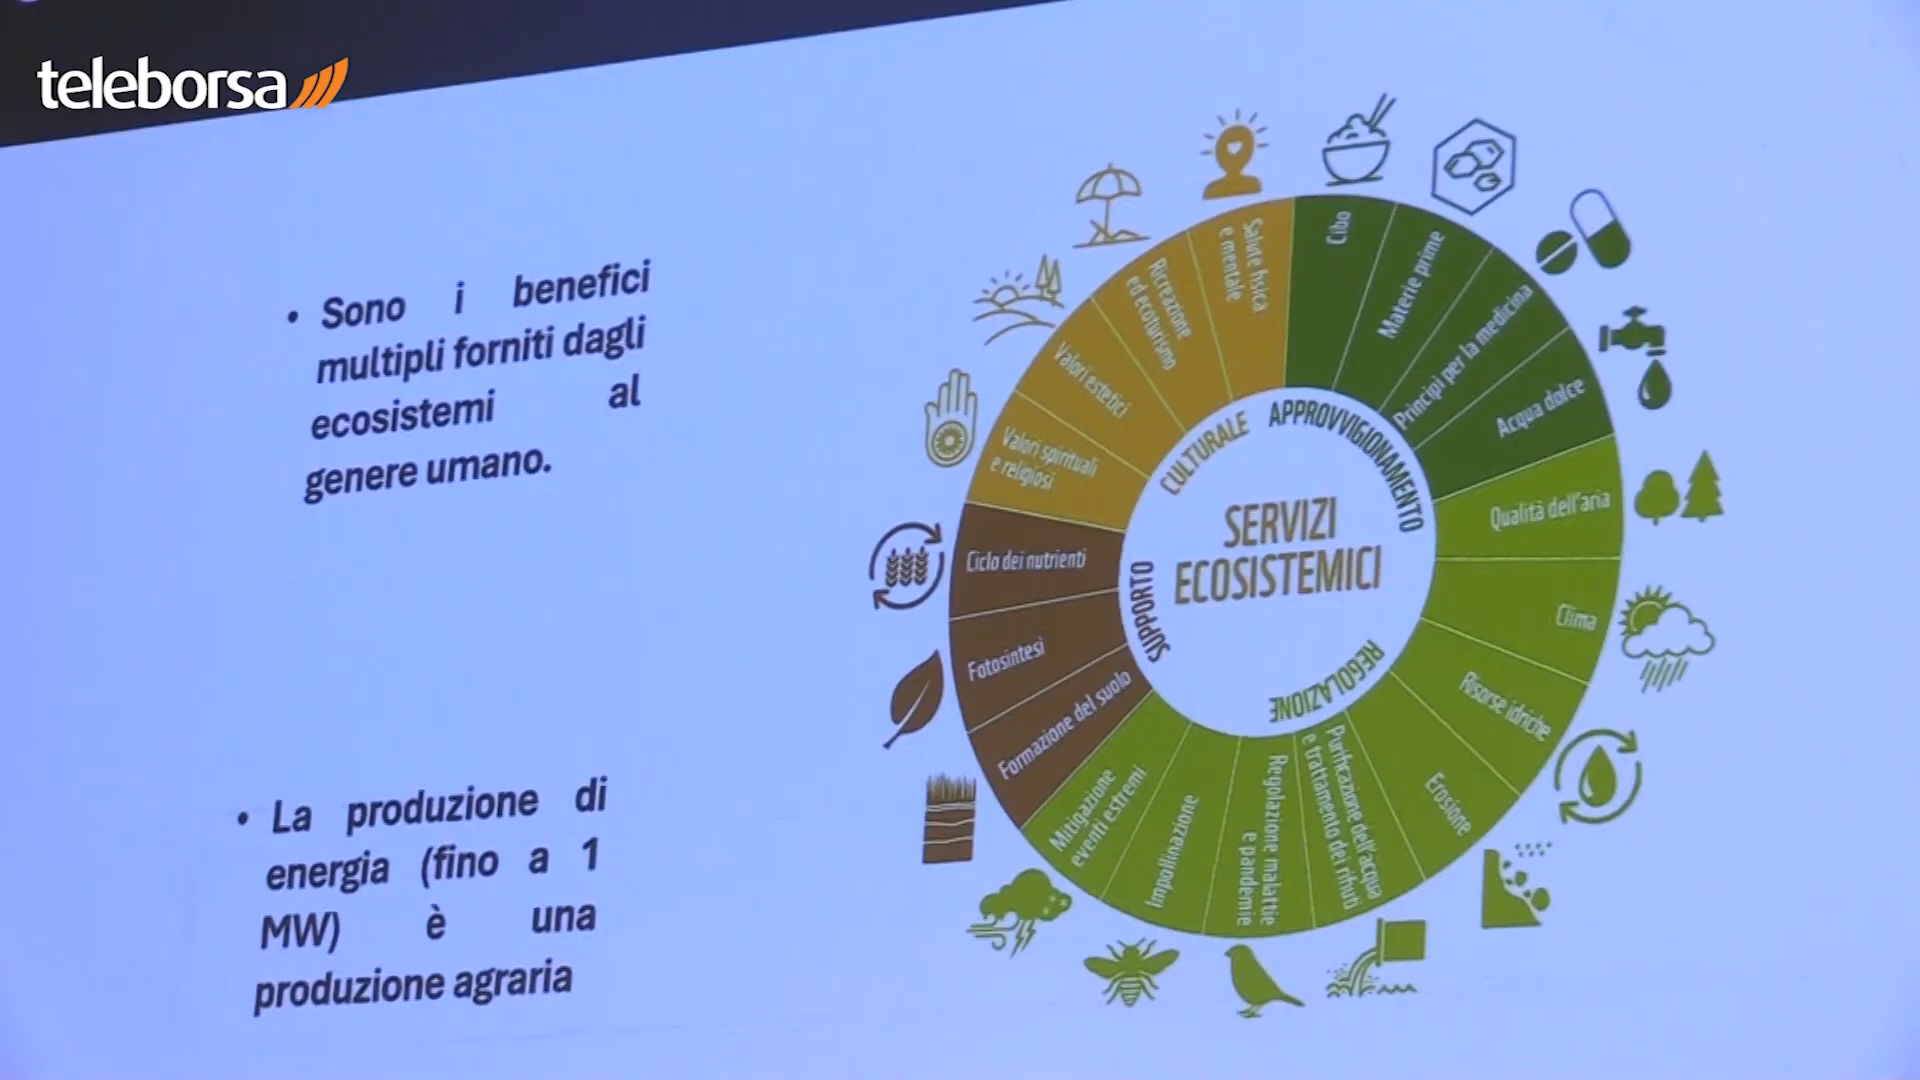 teleborsa
• Sono i benefici
multipli forniti dagli
ecosistemi al
genere umano.
• La produzione di
energia (fino a 1
MW) è una
produzione agraria
SERVIZI
ECOSISTEMICI
APPROVVIGIONAMENTO
Cibo
Materie prime
Principi per la medicina
Acqua dolce
REGOLAZIONE
Qualità dell'aria
Clima
Risorse idriche
Erosione
Purificazione dell'acqua
e trattamento dei rifiuti
Regolazione malattie
e pandemie
Impollinazione
Mitigazione
eventi estremi
SUPPORTO
Formazione del suolo
Fotosintesi
Ciclo dei nutrienti
CULTURALE
Valori spirituali
e religiosi
Valori estetici
Ricreazione
ed ecoturismo
Salute fisica
e mentale